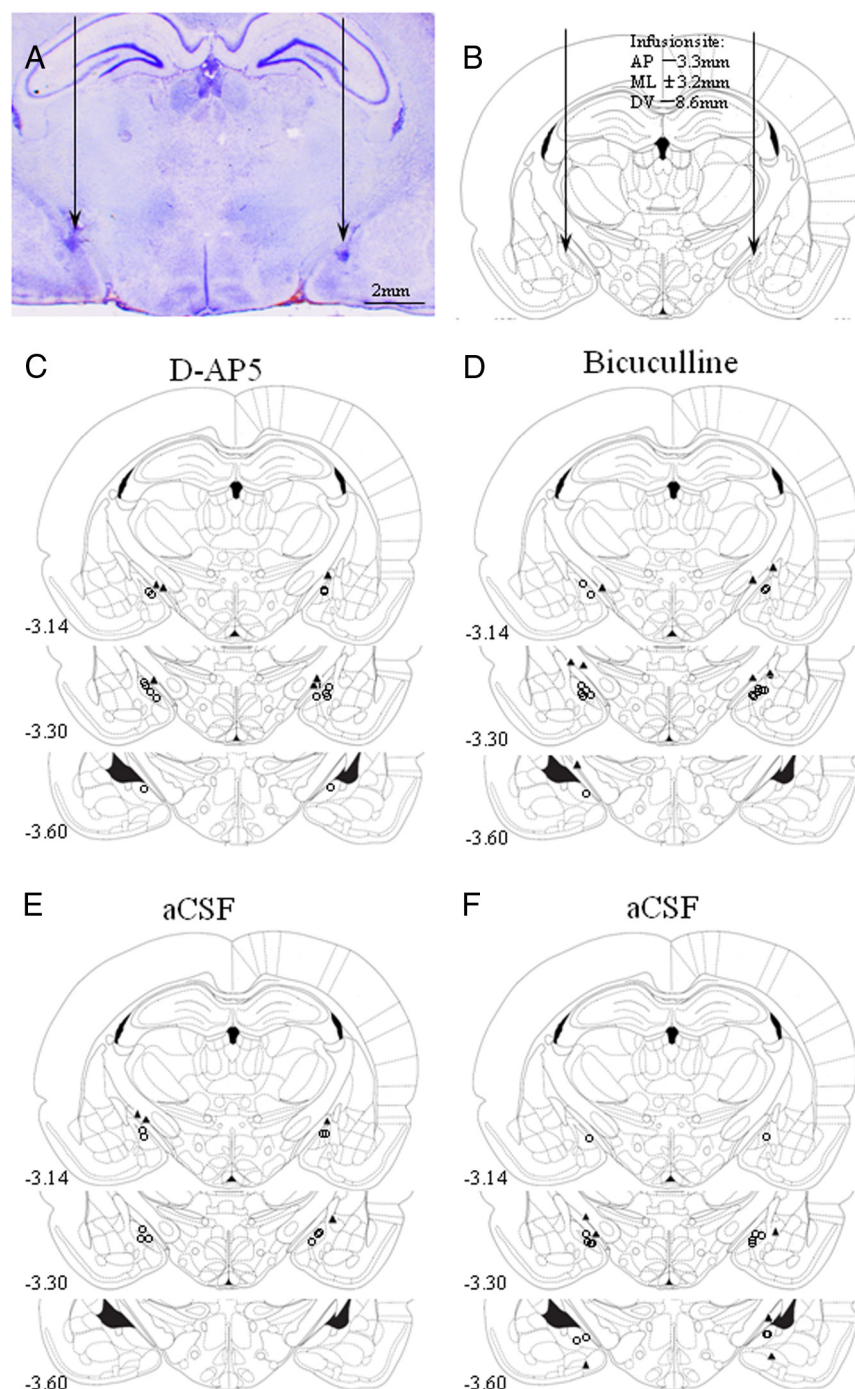 A
2mm
B
Infusionsite:
AP −3.3mm
ML ±3.2mm
DV −8.6mm
C
D-AP5
-3.14
-3.30
-3.60
D
Bicuculline
-3.14
-3.30
-3.60
E
aCSF
-3.14
-3.30
-3.60
F
aCSF
-3.14
-3.30
-3.60